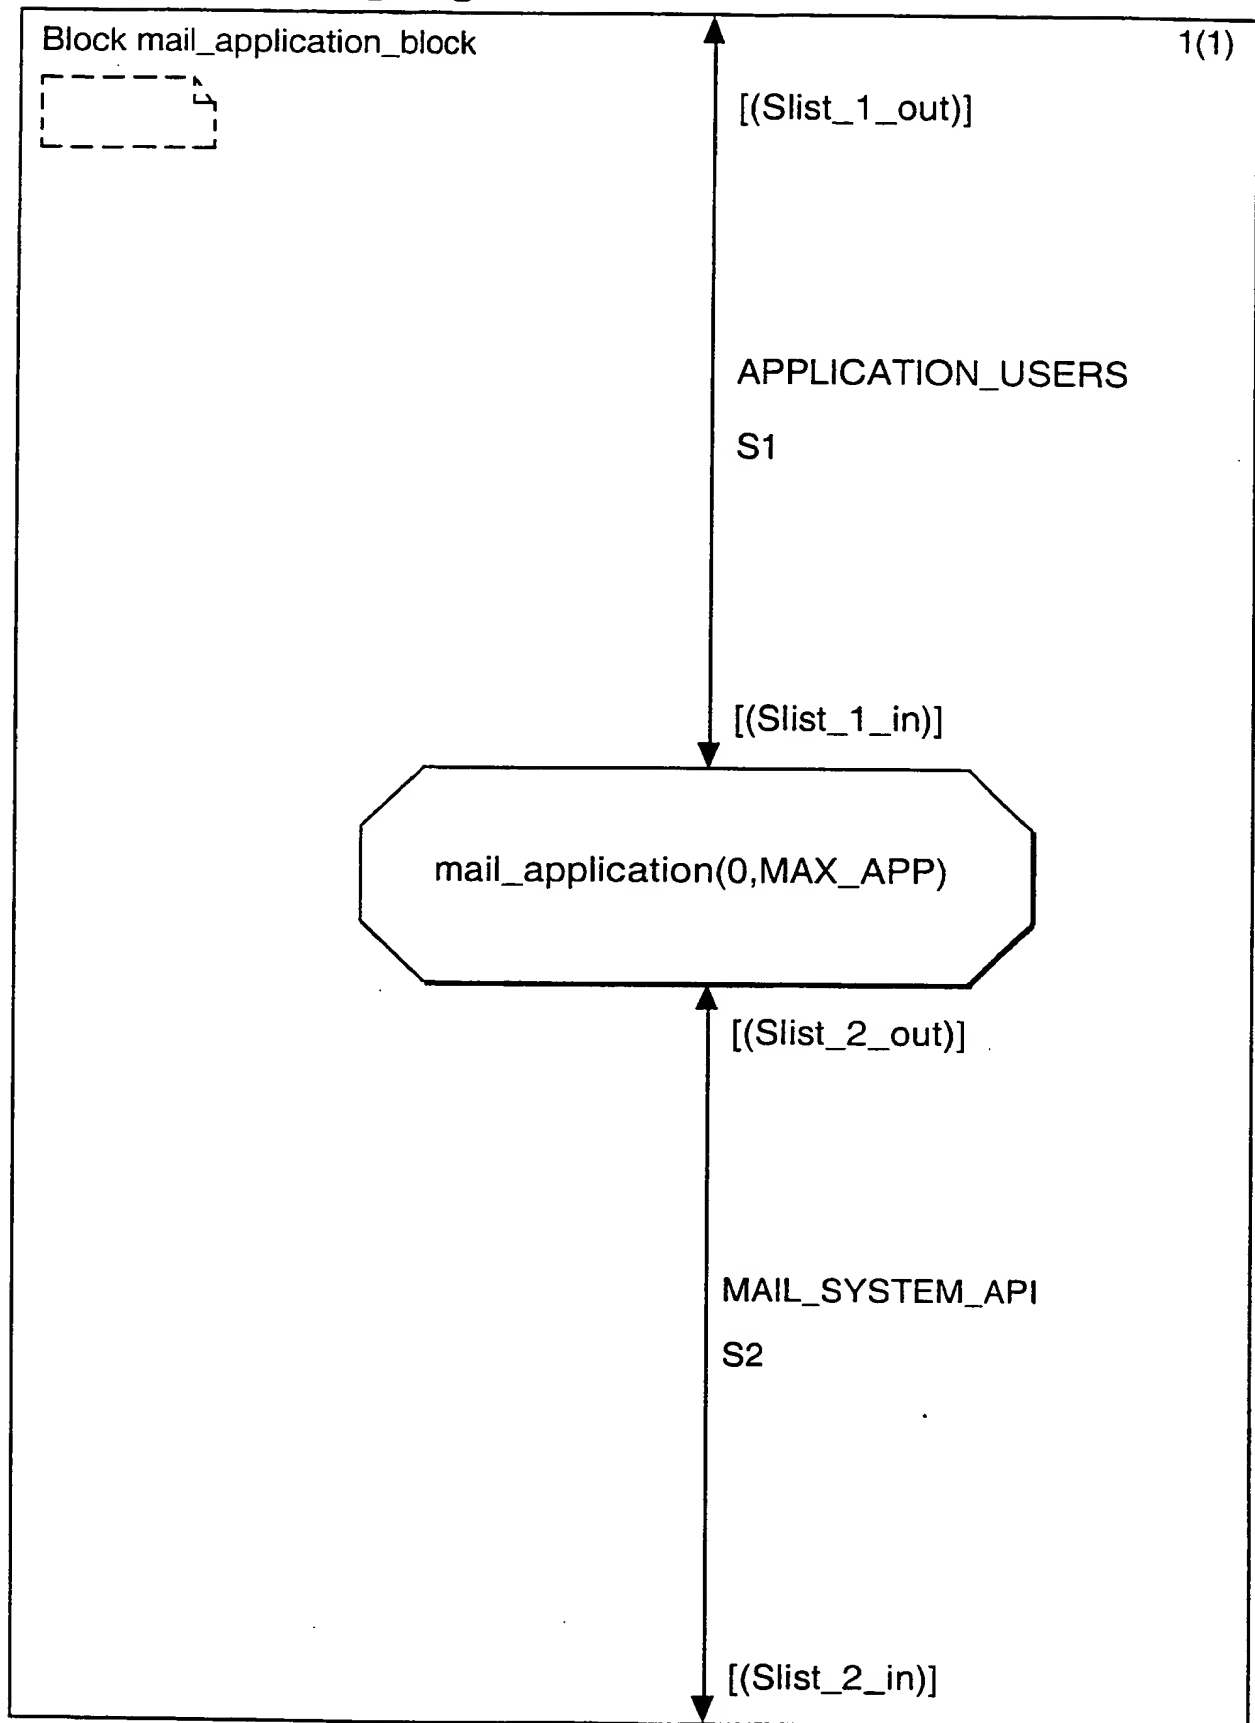 Block mail_application_block
1(1)
[(Slist_1_out)]
APPLICATION_USERS
S1
[(Slist_1_in)]
mail_application(0,MAX_APP)
[(Slist_2_out)]
MAIL_SYSTEM_API
S2
[(Slist_2_in)]